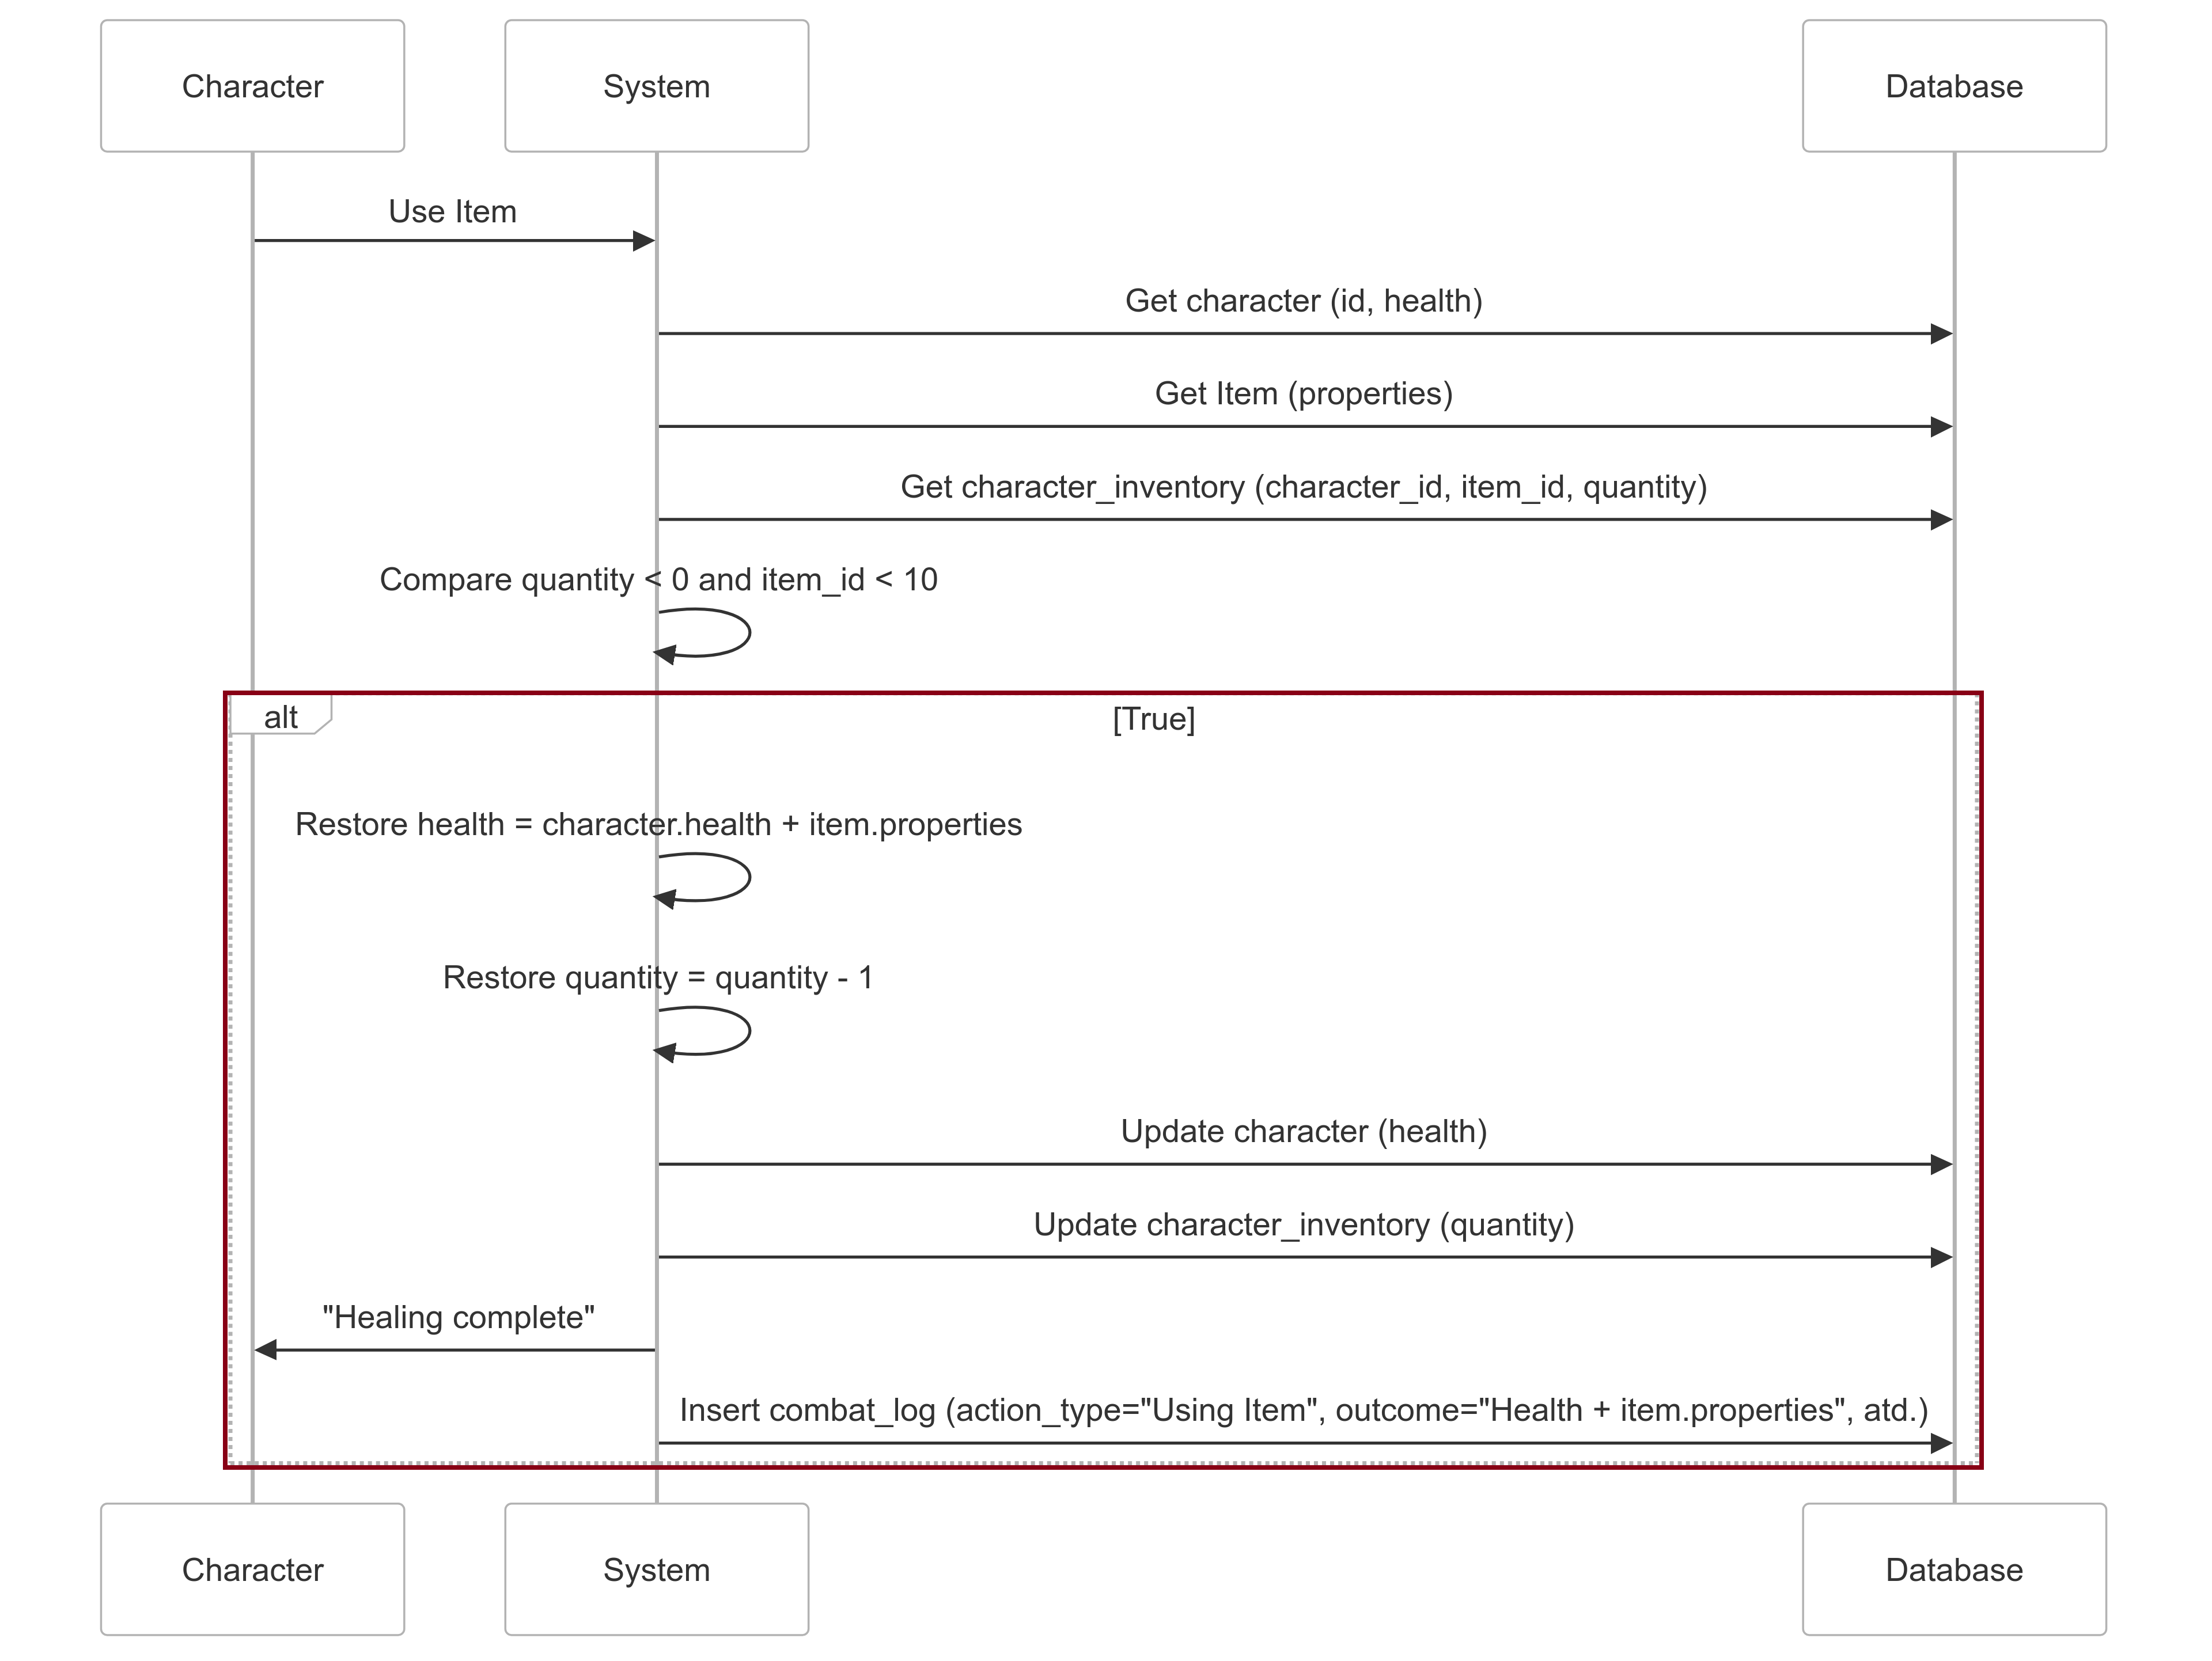 Character
System
Database
Use Item
Get character (id, health)
Get Item (properties)
Get character_inventory (character_id, item_id, quantity)
Compare quantity < 0 and item_id < 10
alt
[True]
Restore health = character.health + item.properties
Restore quantity = quantity - 1
Update character (health)
Update character_inventory (quantity)
"Healing complete"
Insert combat_log (action_type="Using Item", outcome="Health + item.properties", atd.)
Character
System
Database